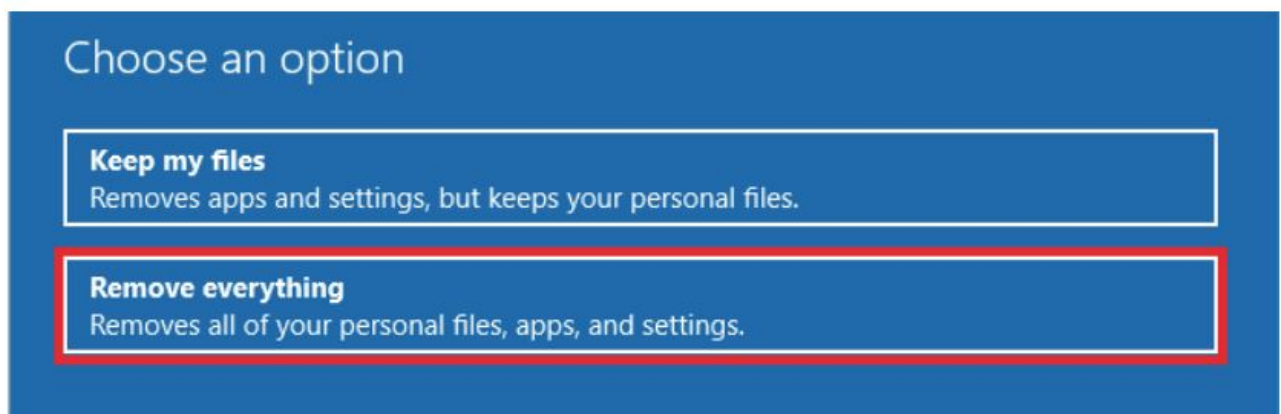 Choose an option
Keep my files
Removes apps and settings, but keeps your personal files.
Remove everything
Removes all of your personal files, apps, and settings.